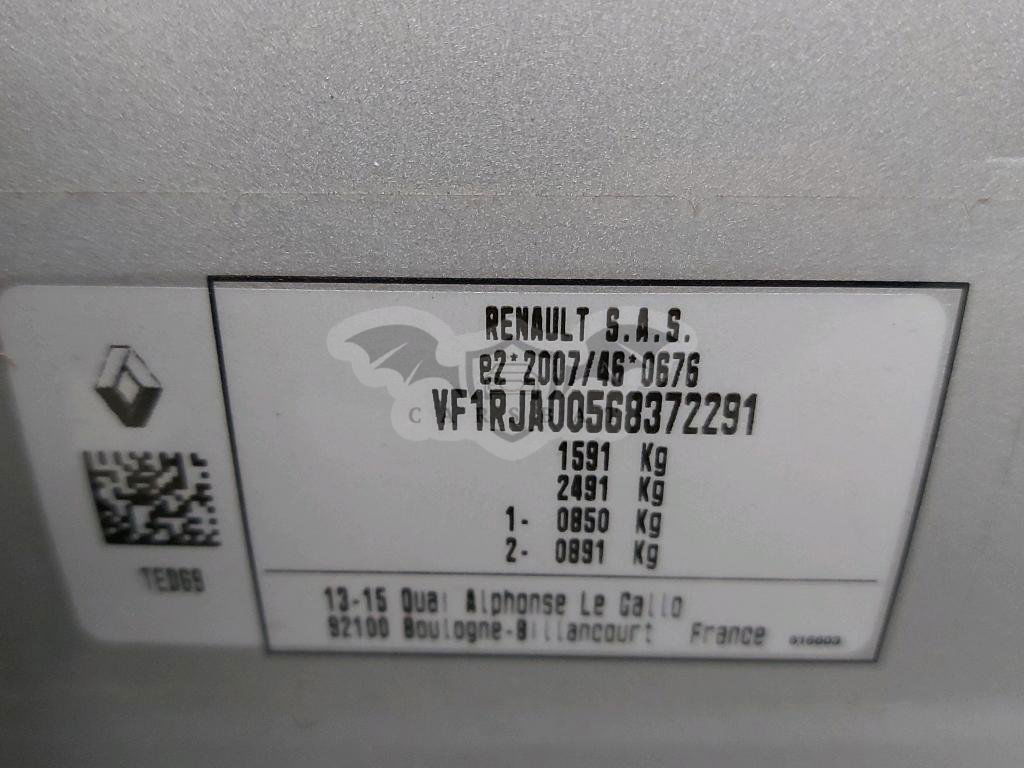 RENAULT S.A.S.
e2*2007/46*0676
VF1RJA00568372291
1591 Kg
2491 Kg
1- 0850 Kg
2- 0891 Kg
TED69
13-15 Quai Alphonse Le Gallo
92100 Boulogne-Billancourt France